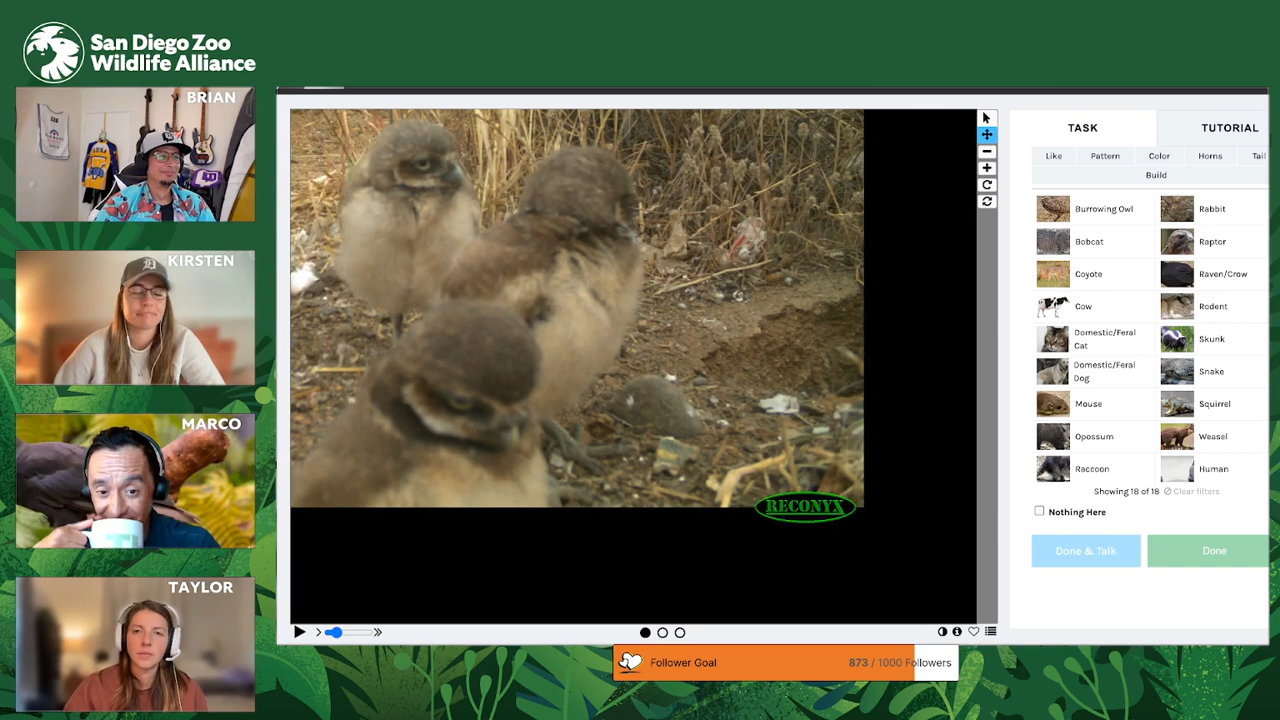 San Diego Zoo
Wildlife Alliance
BRIAN
KIRSTEN
MARCO
TAYLOR
RECONYX
TASK
TUTORIAL
Like
Pattern
Color
Horns
Tail
Build
Burrowing Owl
Rabbit
Bobcat
Raptor
Coyote
Raven/Crow
Cow
Rodent
Domestic/Feral
Cat
Skunk
Domestic/Feral
Dog
Snake
Mouse
Squirrel
Opossum
Weasel
Raccoon
Human
Showing 18 of 18
Clear filters
Nothing Here
Done & Talk
Done
Follower Goal
873 / 1000 Followers